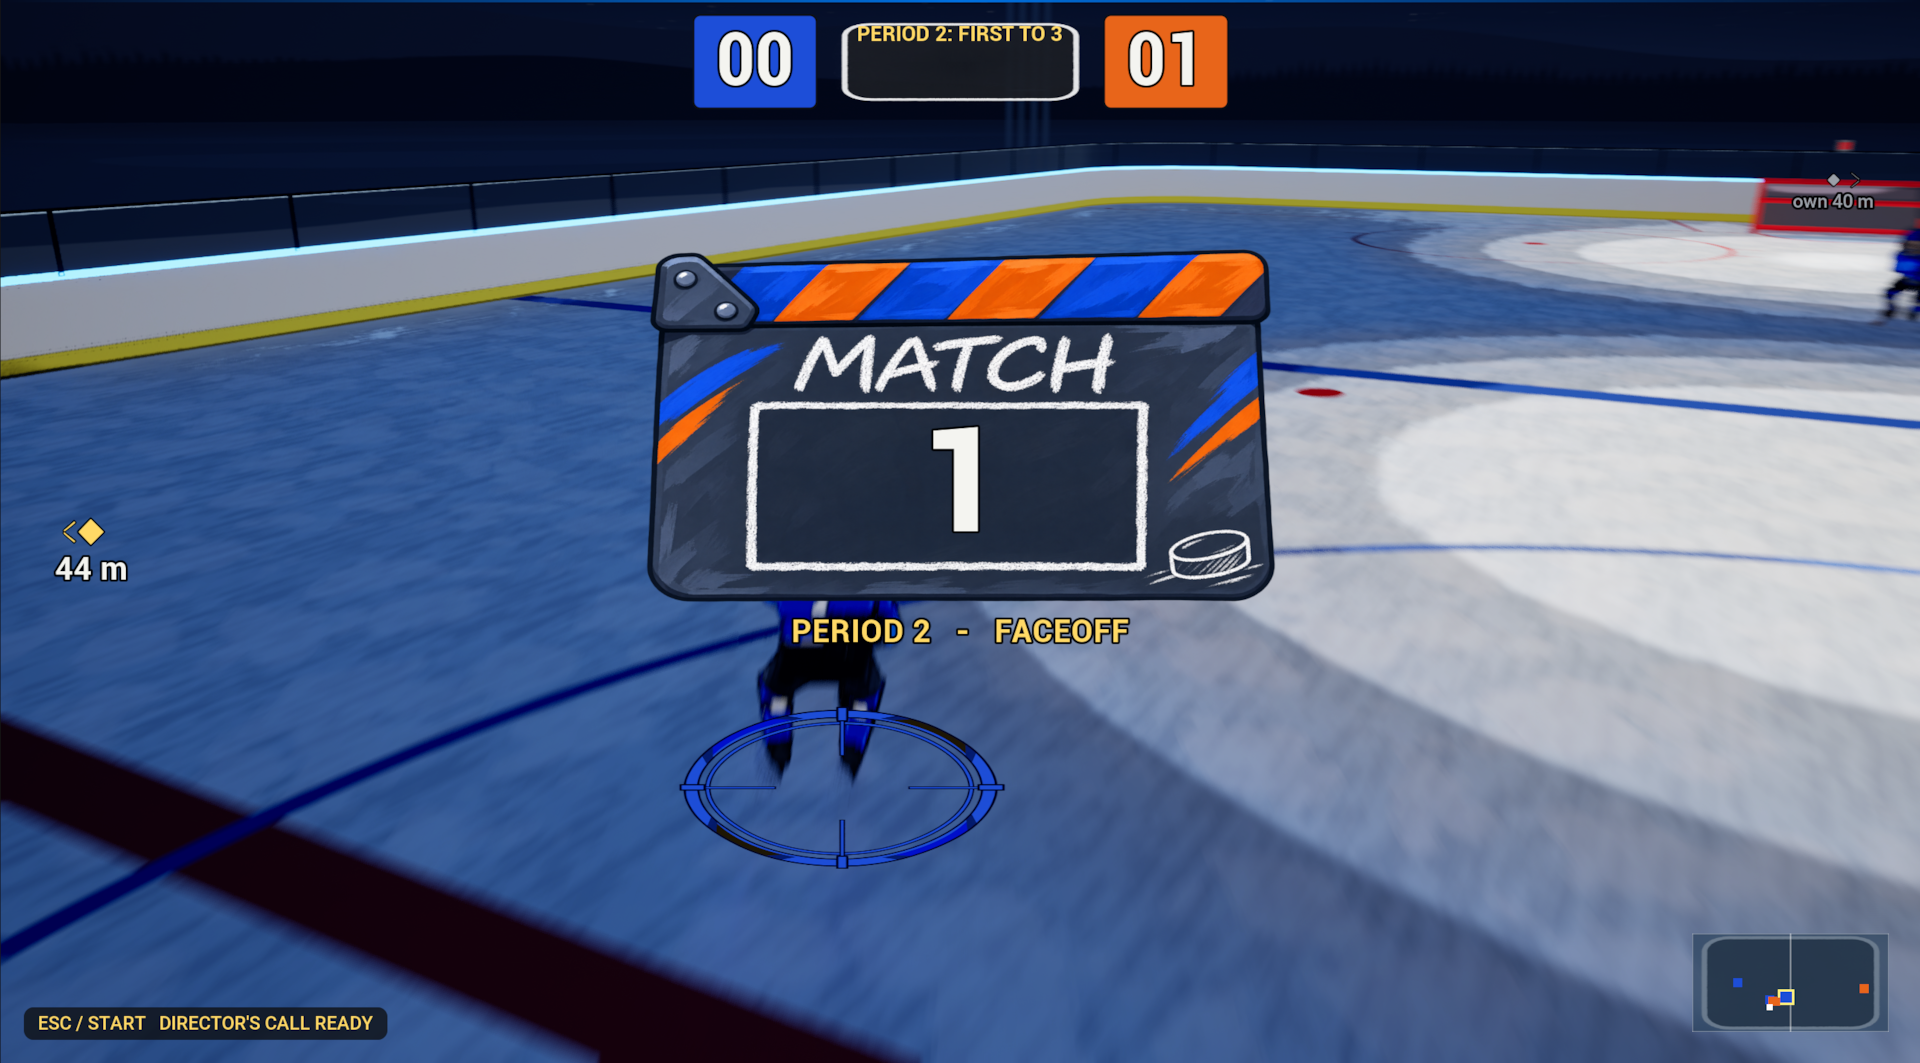 00
PERIOD 2: FIRST TO 3
01
own 40 m
MATCH
1
44 m
PERIOD 2 - FACEOFF
ESC / START DIRECTOR'S CALL READY